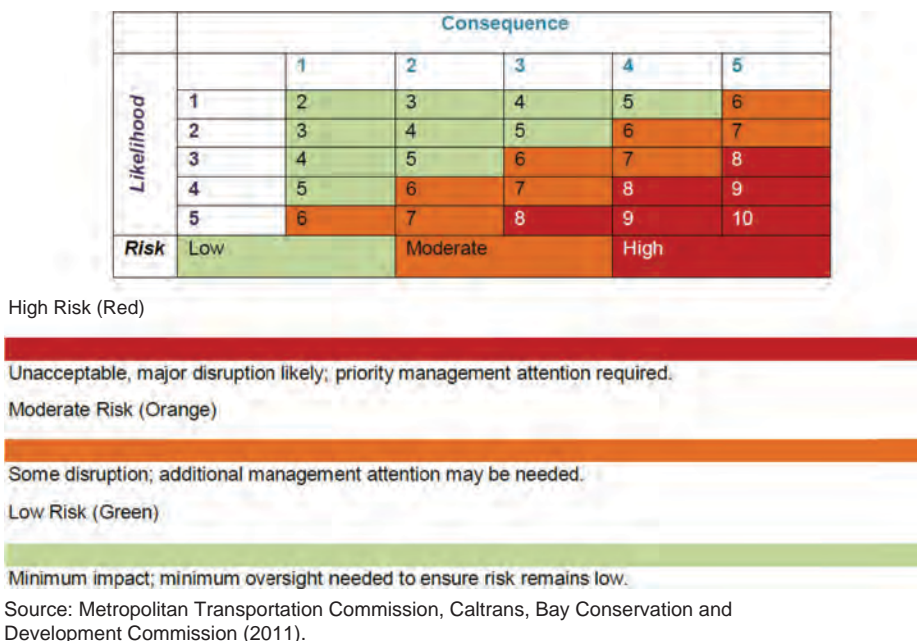 Consequence
1 2 3 4 5
Likelihood
1 2 3 4 5 6
2 3 4 5 6 7
3 4 5 6 7 8
4 5 6 7 8 9
5 6 7 8 9 10
Risk Low Moderate High
High Risk (Red)
Unacceptable, major disruption likely; priority management attention required.
Moderate Risk (Orange)
Some disruption; additional management attention may be needed.
Low Risk (Green)
Minimum impact; minimum oversight needed to ensure risk remains low.
Source: Metropolitan Transportation Commission, Caltrans, Bay Conservation and
Development Commission (2011).